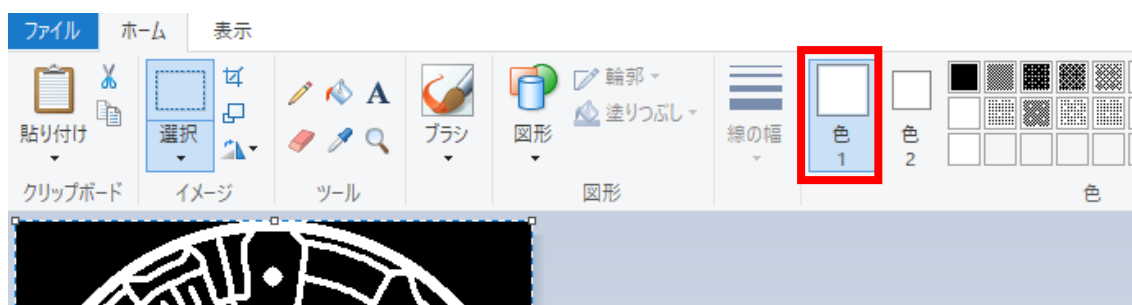 ファイル
ホーム
表示
貼り付け
選択
A
ブラシ
図形
輪郭
塗りつぶし
線の幅
色
1
色
2
クリップボード
イメージ
ツール
図形
色